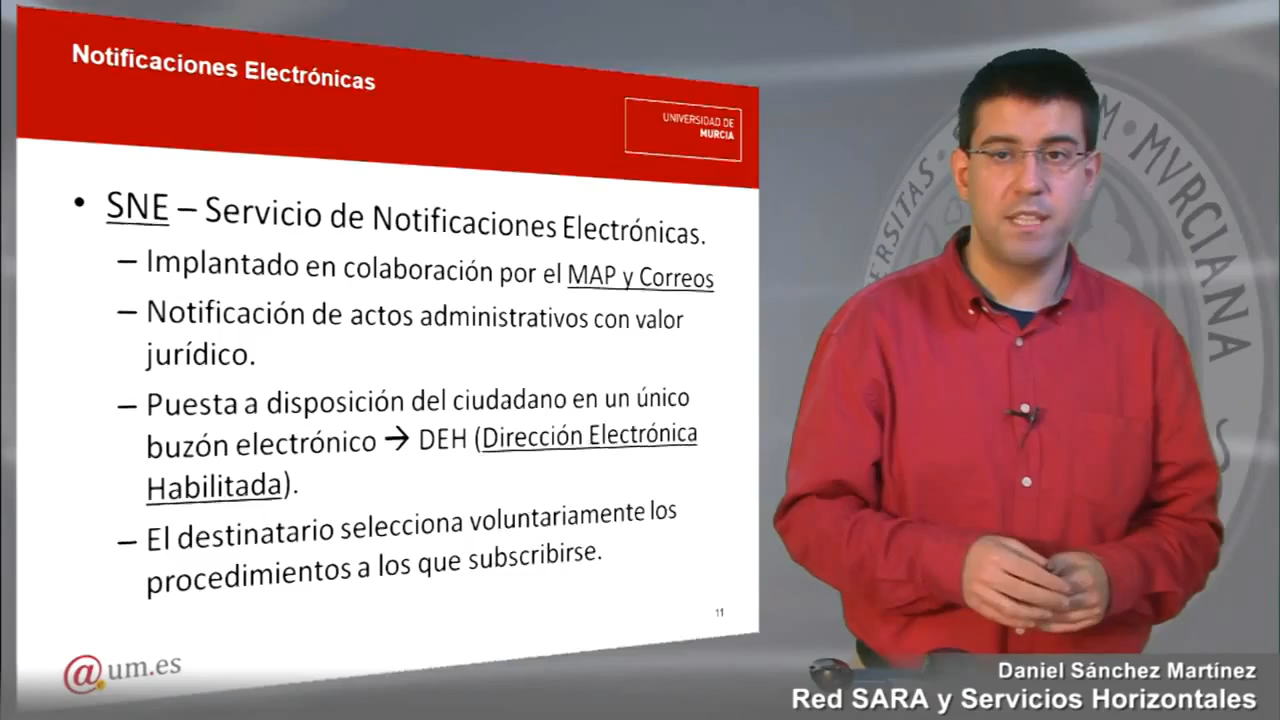 Notificaciones Electrónicas
UNIVERSIDAD DE
MURCIA
• SNE – Servicio de Notificaciones Electrónicas.
– Implantado en colaboración por el MAP y Correos
– Notificación de actos administrativos con valor
jurídico.
– Puesta a disposición del ciudadano en un único
buzón electrónico → DEH (Dirección Electrónica
Habilitada).
– El destinatario selecciona voluntariamente los
procedimientos a los que subscribirse.
11
@um.es
MVRCIANA
Daniel Sánchez Martínez
Red SARA y Servicios Horizontales